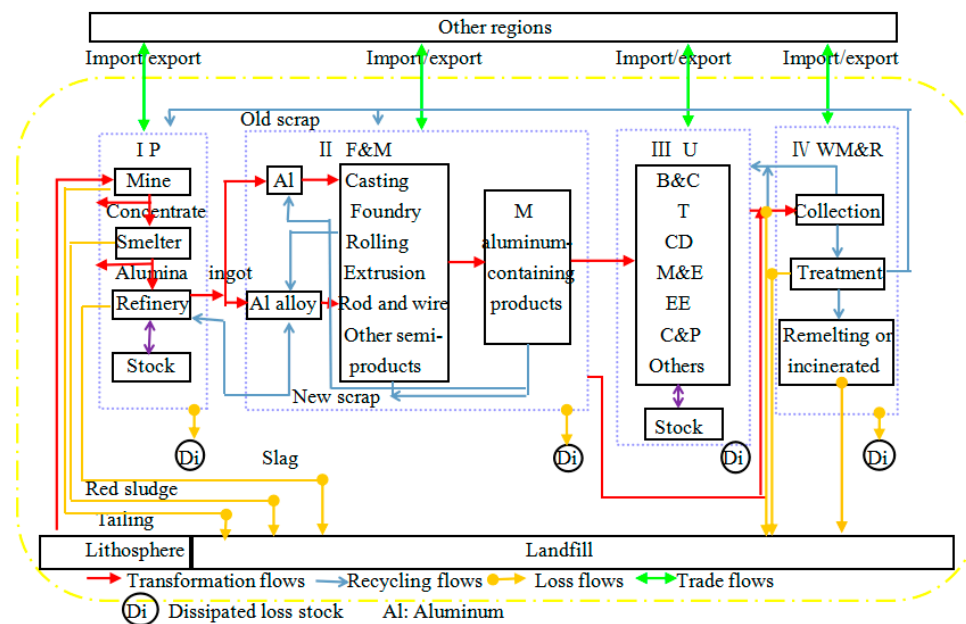 Other regions
Import/export Import/export Import/export Import/export
Old scrap
I P
Mine
Concentrate
Smelter
Alumina
ingot
Refinery
Stock
II F&M
Al
Al alloy
Casting
Foundry
Rolling
Extrusion
Rod and wire
Other semi-
products
M
aluminum-
containing
products
New scrap
III U
B&C
T
CD
M&E
EE
C&P
Others
Stock
IV WM&R
Collection
Treatment
Remelting or
incinerated
Di Di Di Di
Slag
Red sludge
Tailing
Lithosphere Landfill
Transformation flows Recycling flows Loss flows Trade flows
Di Dissipated loss stock Al: Aluminum